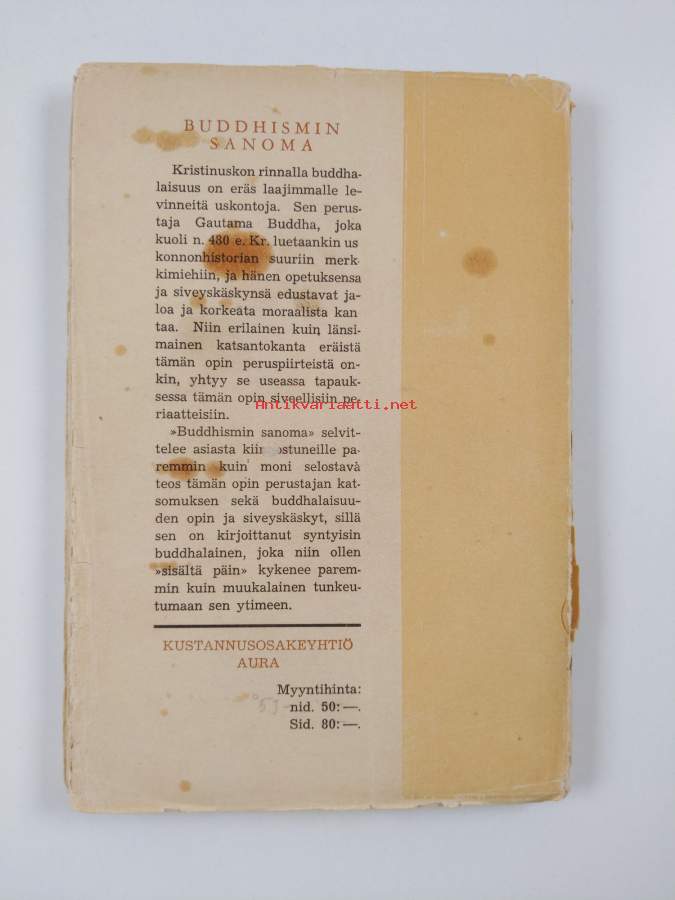 BUDDHISMIN
SANOMA
Kristinuskon rinnalla buddha-
laisuus on eräs laajimmalle le-
vinneitä uskontoja. Sen perus-
taja Gautama Buddha, joka
kuoli n. 480 e. Kr. luetaankin us
konnonhistorian suuriin merk
kimiehiin, ja hänen opetuksensa
ja siveyskäskynsä edustavat ja-
loa ja korkeata moraalista kan
taa. Niin erilainen kuin länsi-
mainen katsantokanta eräistä
tämän opin peruspiirteistä on-
kin, yhtyy se useassa tapauk-
sessa tämän opin siveellisiin pe-
riaatteisiin.
Antikvariaatti.net
»Buddhismin sanoma» selvit-
telee asiasta kiinostuneille pa-
remmin kuin moni selostava
teos tämän opin perustajan kat-
somuksen sekä buddhalaisuu-
den opin ja siveyskäskyt, sillä
sen on kirjoittanut syntyisin
buddhalainen, joka niin ollen
»sisältä päin» kykenee parem-
min kuin muukalainen tunkeu-
tumaan sen ytimeen.
KUSTANNUSOSAKEYHTIÖ
AURA
Myyntihinta:
nid. 50:—.
Sid. 80:—.